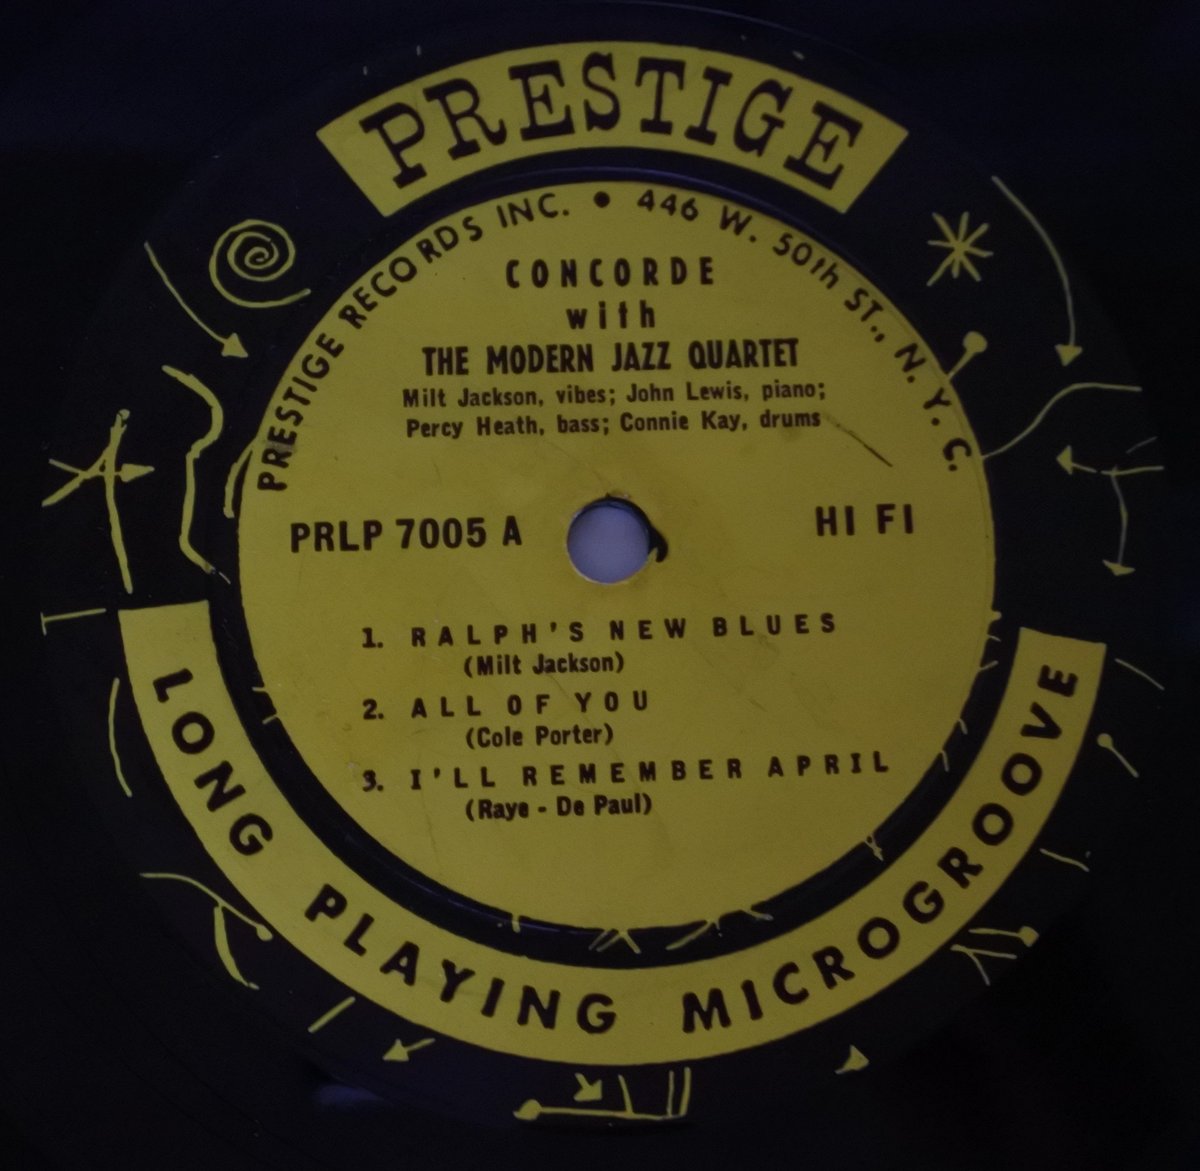 PRESTIGE
PRESTIGE RECORDS INC. • 446 W. 50th ST., N. Y. C.
CONCORDE
with
THE MODERN JAZZ QUARTET
Milt Jackson, vibes; John Lewis, piano;
Percy Heath, bass; Connie Kay, drums
PRLP 7005 A
HI FI
1. RALPH'S NEW BLUES
(Milt Jackson)
2. ALL OF YOU
(Cole Porter)
3. I'LL REMEMBER APRIL
(Raye - De Paul)
LONG PLAYING MICROGROOVE